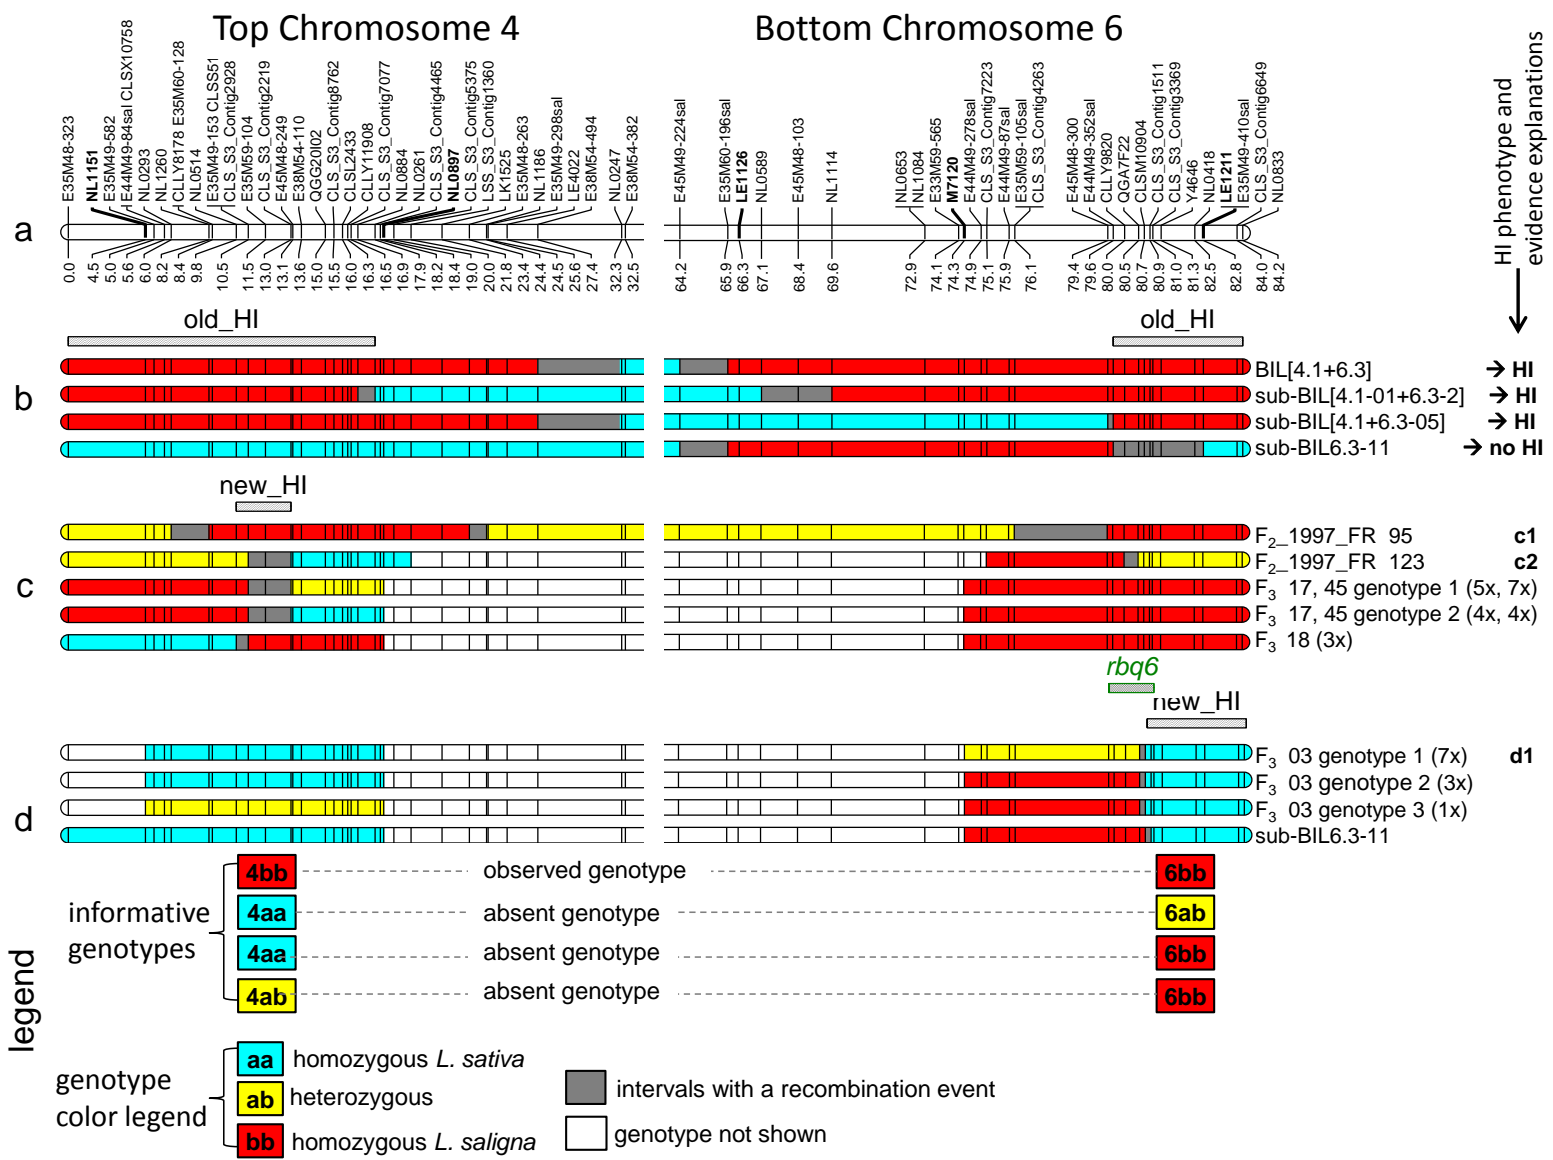 Top Chromosome 4
Bottom Chromosome 6
HI phenotype and
evidence explanations
E35M48-323
NL1151
E35M49-582
E44M49-84sal CLSX10758
NL0293
NL1260
CLLY8178 E35M60-128
NL0514
E35M49-153 CLSS51
CLS_S3_Contig2928
E35M59-104
CLS_S3_Contig2219
E45M48-249
E38M54-110
QGG20I02
CLS_S3_Contig8762
CLSL2433
CLLY11908
CLS_S3_Contig7077
NL0884
NL0261
CLS_S3_Contig4465
NL0897
CLS_S3_Contig5375
LSS_S3_Contig1360
LK1525
E35M48-263
NL1186
E35M49-298sal
LE4022
E38M54-494
NL0247
E38M54-382
E45M49-224sal
E35M60-196sal
LE1126
NL0589
E45M48-103
NL1114
NL0653
NL1084
E33M59-565
M7120
E44M49-278sal
CLS_S3_Contig7223
E44M49-87sal
E35M59-105sal
CLS_S3_Contig4263
E45M48-300
E44M49-352sal
CLLY9820
QGA7F22
CLSM10904
CLS_S3_Contig1511
CLS_S3_Contig3369
Y4646
NL0418
LE1211
E35M49-410sal
CLS_S3_Contig6649
NL0833
a
0.0
4.5
5.0
5.6
6.0
8.2
8.4
9.8
10.5
11.5
13.0
13.1
13.6
15.0
15.5
16.0
16.3
16.5
16.9
17.9
18.2
18.4
19.0
20.0
21.8
23.4
24.4
24.5
25.6
27.4
32.3
32.5
64.2
65.9
66.3
67.1
68.4
69.6
72.9
74.1
74.3
74.9
75.1
75.9
76.1
79.4
79.6
80.0
80.5
80.7
80.9
81.0
81.3
82.5
82.8
84.0
84.2
old_HI
old_HI
b
BIL[4.1+6.3] → HI
sub-BIL[4.1-01+6.3-2] → HI
sub-BIL[4.1+6.3-05] → HI
sub-BIL6.3-11 → no HI
new_HI
c
F2_1997_FR 95 c1
F2_1997_FR 123 c2
F3 17, 45 genotype 1 (5x, 7x)
F3 17, 45 genotype 2 (4x, 4x)
F3 18 (3x)
rbq6
new_HI
d
F3 03 genotype 1 (7x) d1
F3 03 genotype 2 (3x)
F3 03 genotype 3 (1x)
sub-BIL6.3-11
legend
informative
genotypes
4bb observed genotype 6bb
4aa absent genotype 6ab
4aa absent genotype 6bb
4ab absent genotype 6bb
genotype
color legend
aa homozygous L. sativa
ab heterozygous
bb homozygous L. saligna
intervals with a recombination event
genotype not shown